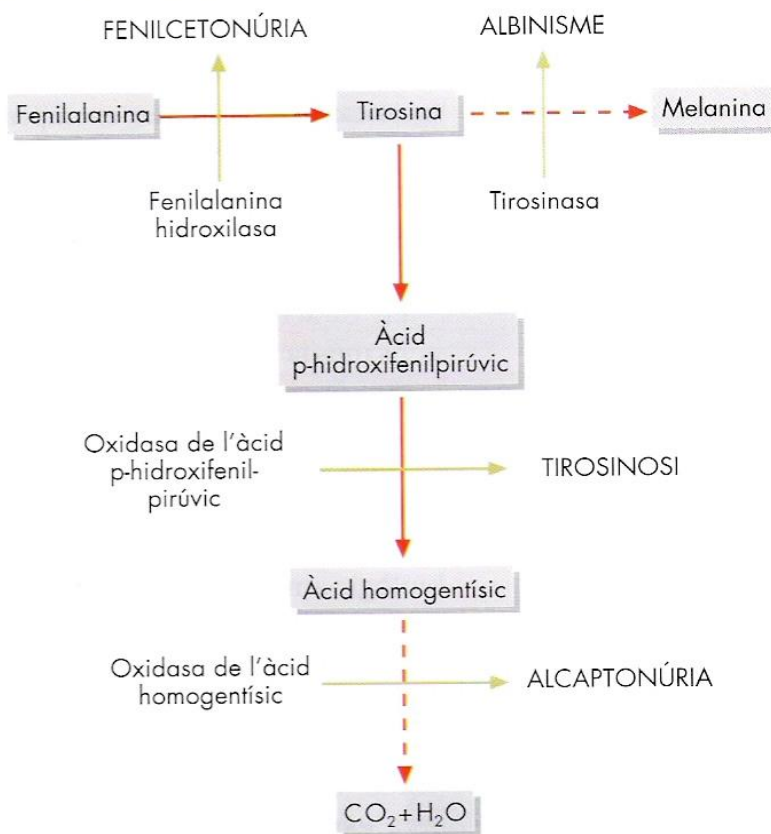 FENILCETONÚRIA
ALBINISME
Fenilalanina
Tirosina
Melanina
Fenilalanina
hidroxilasa
Tirosinasa
Àcid
p-hidroxifenilpirúvic
Oxidasa de l'àcid
p-hidroxifenil-
pirúvic
TIROSINOSI
Àcid homogentísic
Oxidasa de l'àcid
homogentísic
ALCAPTONÚRIA
CO₂+H₂O